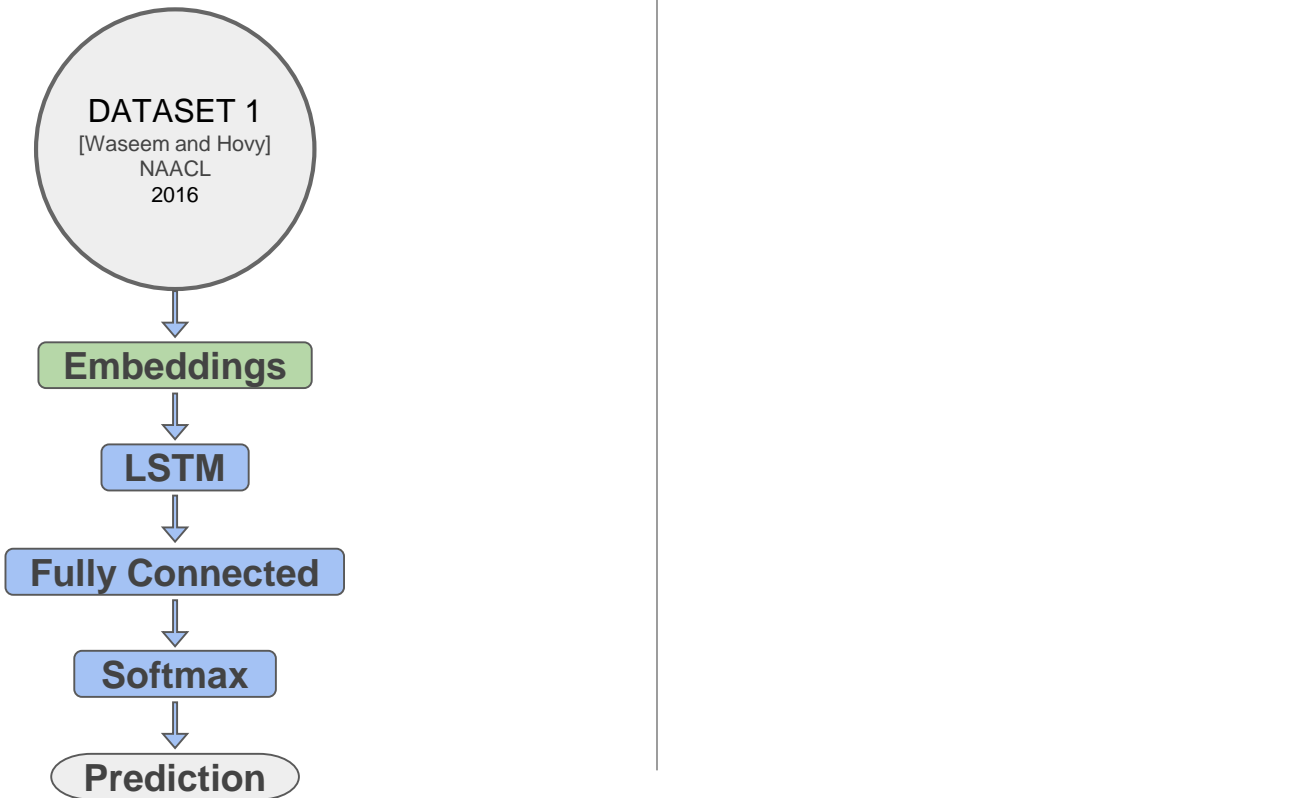 DATASET 1
[Waseem and Hovy]
NAACL
2016
Embeddings
LSTM
Fully Connected
Softmax
Prediction